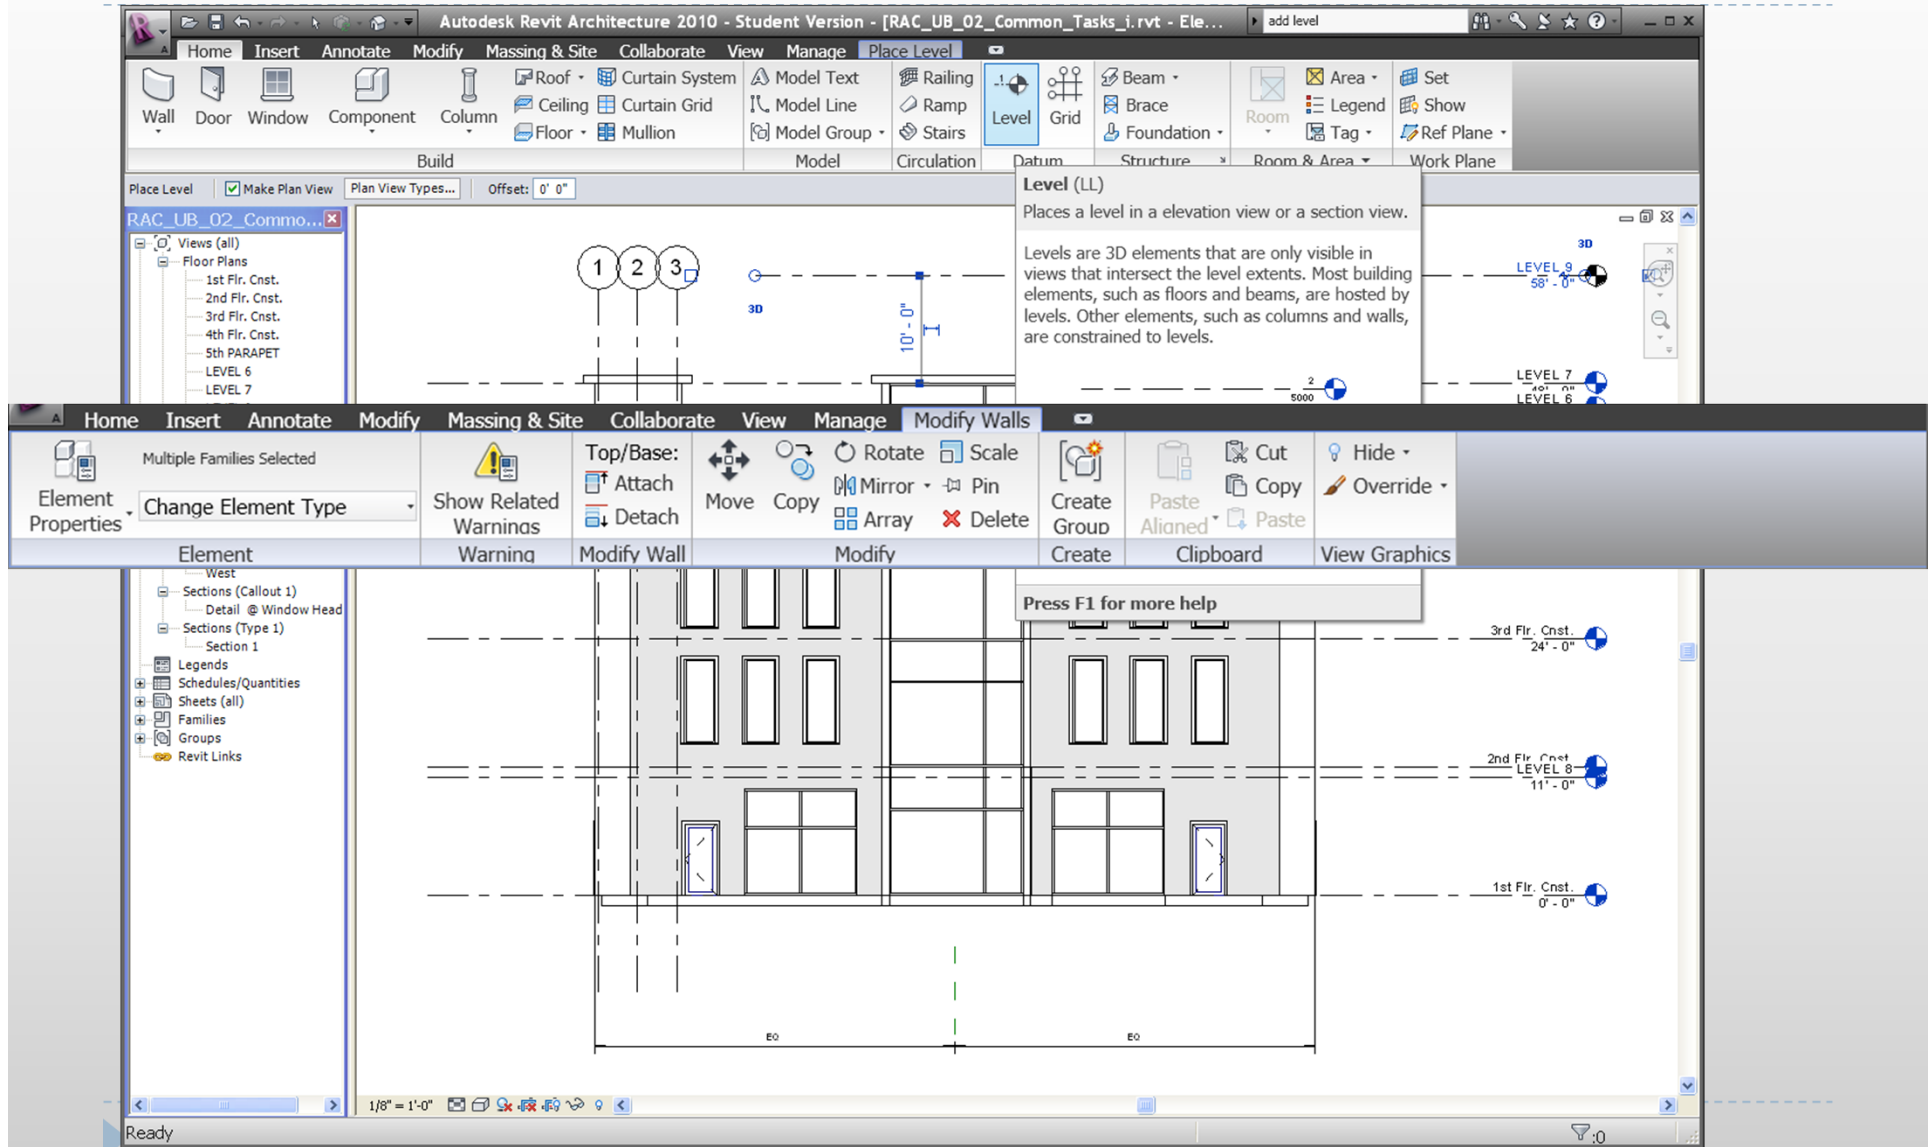 Autodesk Revit Architecture 2010 - Student Version - [RAC_UB_02_Common_Tasks_i.rvt - Ele...
add level
Home Insert Annotate Modify Massing & Site Collaborate View Manage Place Level
Wall Door Window Component Column
Roof Curtain System
Ceiling Curtain Grid
Floor Mullion
Build
Model Text
Model Line
Model Group
Model
Railing
Ramp
Stairs
Circulation
Level Grid
Datum
Beam
Brace
Foundation
Structure
Room
Area
Legend
Tag
Room & Area
Set
Show
Ref Plane
Work Plane
Place Level Make Plan View Plan View Types... Offset: 0' 0"
RAC_UB_02_Commo...
Views (all)
Floor Plans
1st Flr. Cnst.
2nd Flr. Cnst.
3rd Flr. Cnst.
4th Flr. Cnst.
5th PARAPET
LEVEL 6
LEVEL 7
1 2 3
3D
10' - 0"
Level (LL)
Places a level in a elevation view or a section view.
Levels are 3D elements that are only visible in
views that intersect the level extents. Most building
elements, such as floors and beams, are hosted by
levels. Other elements, such as columns and walls,
are constrained to levels.
2
5000
3D
LEVEL 9
58' - 0"
LEVEL 7
LEVEL 6
Home Insert Annotate Modify Massing & Site Collaborate View Manage Modify Walls
Element
Properties
Multiple Families Selected
Change Element Type
Element
Show Related
Warnings
Warning
Top/Base:
Attach
Detach
Modify Wall
Move Copy
Rotate Scale
Mirror Pin
Array Delete
Modify
Create
Group
Create
Paste
Aligned
Cut
Copy
Paste
Clipboard
Hide
Override
View Graphics
West
Sections (Callout 1)
Detail @ Window Head
Sections (Type 1)
Section 1
Legends
Schedules/Quantities
Sheets (all)
Families
Groups
Revit Links
Press F1 for more help
3rd Flr. Cnst.
24' - 0"
2nd Flr. Cnst.
LEVEL 8
11' - 0"
1st Flr. Cnst.
0' - 0"
EQ EQ
1/8" = 1'-0"
Ready
:0